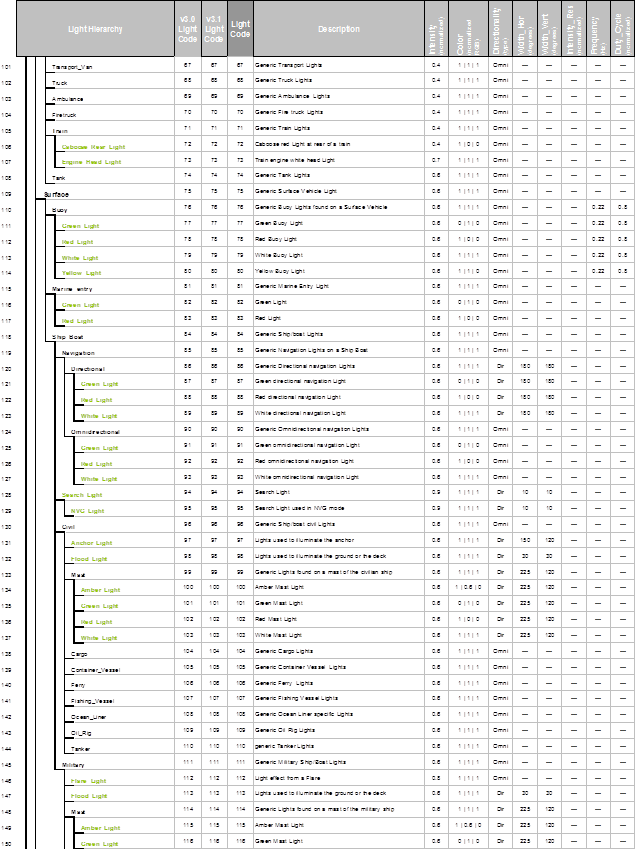 Light Hierarchy v3.0 Light Code v3.1 Light Code Light Code Description Intensity (normalized) Color (normalized RGB) Directionality (type) Width_Hor (degrees) Width_Vert (degrees) Intensity_Res (normalized) Frequency (Hz) Duty_Cycle (normalized)
101 Transport_Van 67 67 67 Generic Transport Lights 0.4 1 | 1 | 1 Omni — — — — —
102 Truck 68 68 68 Generic Truck Lights 0.4 1 | 1 | 1 Omni — — — — —
103 Ambulance 69 69 69 Generic Ambulance Lights 0.4 1 | 1 | 1 Omni — — — — —
104 Firetruck 70 70 70 Generic Fire truck Lights 0.4 1 | 1 | 1 Omni — — — — —
105 Train 71 71 71 Generic Train Lights 0.4 1 | 1 | 1 Omni — — — — —
106 Caboose Rear Light 72 72 72 Caboose red Light at rear of a train 0.4 1 | 0 | 0 Omni — — — — —
107 Engine Head Light 73 73 73 Train engine white head Light 0.7 1 | 1 | 1 Omni — — — — —
108 Tank 74 74 74 Generic Tank Lights 0.6 1 | 1 | 1 Omni — — — — —
109 Surface 75 75 75 Generic Surface Vehicle Light 0.6 1 | 1 | 1 Omni — — — — —
110 Buoy 76 76 76 Generic Buoy Lights found on a Surface Vehicle 0.6 1 | 1 | 1 Omni — — — 0.22 0.5
111 Green Light 77 77 77 Green Buoy Light 0.6 0 | 1 | 0 Omni — — — 0.22 0.5
112 Red Light 78 78 78 Red Buoy Light 0.6 1 | 0 | 0 Omni — — — 0.22 0.5
113 White Light 79 79 79 White Buoy Light 0.6 1 | 1 | 1 Omni — — — 0.22 0.5
114 Yellow Light 80 80 80 Yellow Buoy Light 0.6 1 | 1 | 0 Omni — — — 0.22 0.5
115 Marine entry 81 81 81 Generic Marine Entry Light 0.6 1 | 1 | 1 Omni — — — — —
116 Green Light 82 82 82 Green Light 0.6 0 | 1 | 0 Omni — — — — —
117 Red Light 83 83 83 Red Light 0.6 1 | 0 | 0 Omni — — — — —
118 Ship_Boat 84 84 84 Generic Ship/boat Lights 0.6 1 | 1 | 1 Omni — — — — —
119 Navigation 85 85 85 Generic Navigation Lights on a Ship Boat 0.6 1 | 1 | 1 Omni — — — — —
120 Directional 86 86 86 Generic Directional navigation Lights 0.6 1 | 1 | 1 Dir 180 180 — — —
121 Green Light 87 87 87 Green directional navigation Light 0.6 0 | 1 | 0 Dir 180 180 — — —
122 Red Light 88 88 88 Red directional navigation Light 0.6 1 | 0 | 0 Dir 180 180 — — —
123 White Light 89 89 89 White directional navigation Light 0.6 1 | 1 | 1 Dir 180 180 — — —
124 Omnidirectional 90 90 90 Generic Omnidirectional navigation Lights 0.6 1 | 1 | 1 Omni — — — — —
125 Green Light 91 91 91 Green omnidirectional navigation Light 0.6 0 | 1 | 0 Omni — — — — —
126 Red Light 92 92 92 Red omnidirectional navigation Light 0.6 1 | 0 | 0 Omni — — — — —
127 White Light 93 93 93 White omnidirectional navigation Light 0.6 1 | 1 | 1 Omni — — — — —
128 Search Light 94 94 94 Search Light 0.9 1 | 1 | 1 Dir 10 10 — — —
129 NVG Light 95 95 95 Search Light used in NVG mode 0.9 1 | 1 | 1 Dir 10 10 — — —
130 Civil 96 96 96 Generic Ship/boat civil Lights 0.6 1 | 1 | 1 Omni — — — — —
131 Anchor Light 97 97 97 Lights used to illuminate the anchor 0.6 1 | 1 | 1 Dir 180 120 — — —
132 Flood Light 98 98 98 Lights used to illuminate the ground or the deck 0.6 1 | 1 | 1 Dir 20 20 — — —
133 Mast 99 99 99 Generic Lights found on a mast of the civilian ship 0.6 1 | 1 | 1 Dir 225 120 — — —
134 Amber Light 100 100 100 Amber Mast Light 0.6 1 | 0.6 | 0 Dir 225 120 — — —
135 Green Light 101 101 101 Green Mast Light 0.6 0 | 1 | 0 Dir 225 120 — — —
136 Red Light 102 102 102 Red Mast Light 0.6 1 | 0 | 0 Dir 225 120 — — —
137 White Light 103 103 103 White Mast Light 0.6 1 | 1 | 1 Dir 225 120 — — —
138 Cargo 104 104 104 Generic Cargo Lights 0.6 1 | 1 | 1 Omni — — — — —
139 Container_Vessel 105 105 105 Generic Container Vessel Lights 0.6 1 | 1 | 1 Omni — — — — —
140 Ferry 106 106 106 Generic Ferry Lights 0.6 1 | 1 | 1 Omni — — — — —
141 Fishing_Vessel 107 107 107 Generic Fishing Vessel Lights 0.6 1 | 1 | 1 Omni — — — — —
142 Ocean_Liner 108 108 108 Generic Ocean Liner specific Lights 0.6 1 | 1 | 1 Omni — — — — —
143 Oil_Rig 109 109 109 Generic Oil Rig Lights 0.6 1 | 1 | 1 Omni — — — — —
144 Tanker 110 110 110 generic Tanker Lights 0.6 1 | 1 | 1 Omni — — — — —
145 Military 111 111 111 Generic Military Ship/Boat Lights 0.6 1 | 1 | 1 Omni — — — — —
146 Flare Light 112 112 112 Light effect from a Flare 0.8 1 | 1 | 1 Omni — — — — —
147 Flood Light 113 113 113 Lights used to illuminate the ground or the deck 0.6 1 | 1 | 1 Dir 20 20 — — —
148 Mast 114 114 114 Generic Lights found on a mast of the military ship 0.6 1 | 1 | 1 Dir 225 120 — — —
149 Amber Light 115 115 115 Amber Mast Light 0.6 1 | 0.6 | 0 Dir 225 120 — — —
150 Green Light 116 116 116 Green Mast Light 0.6 0 | 1 | 0 Dir 225 120 — — —